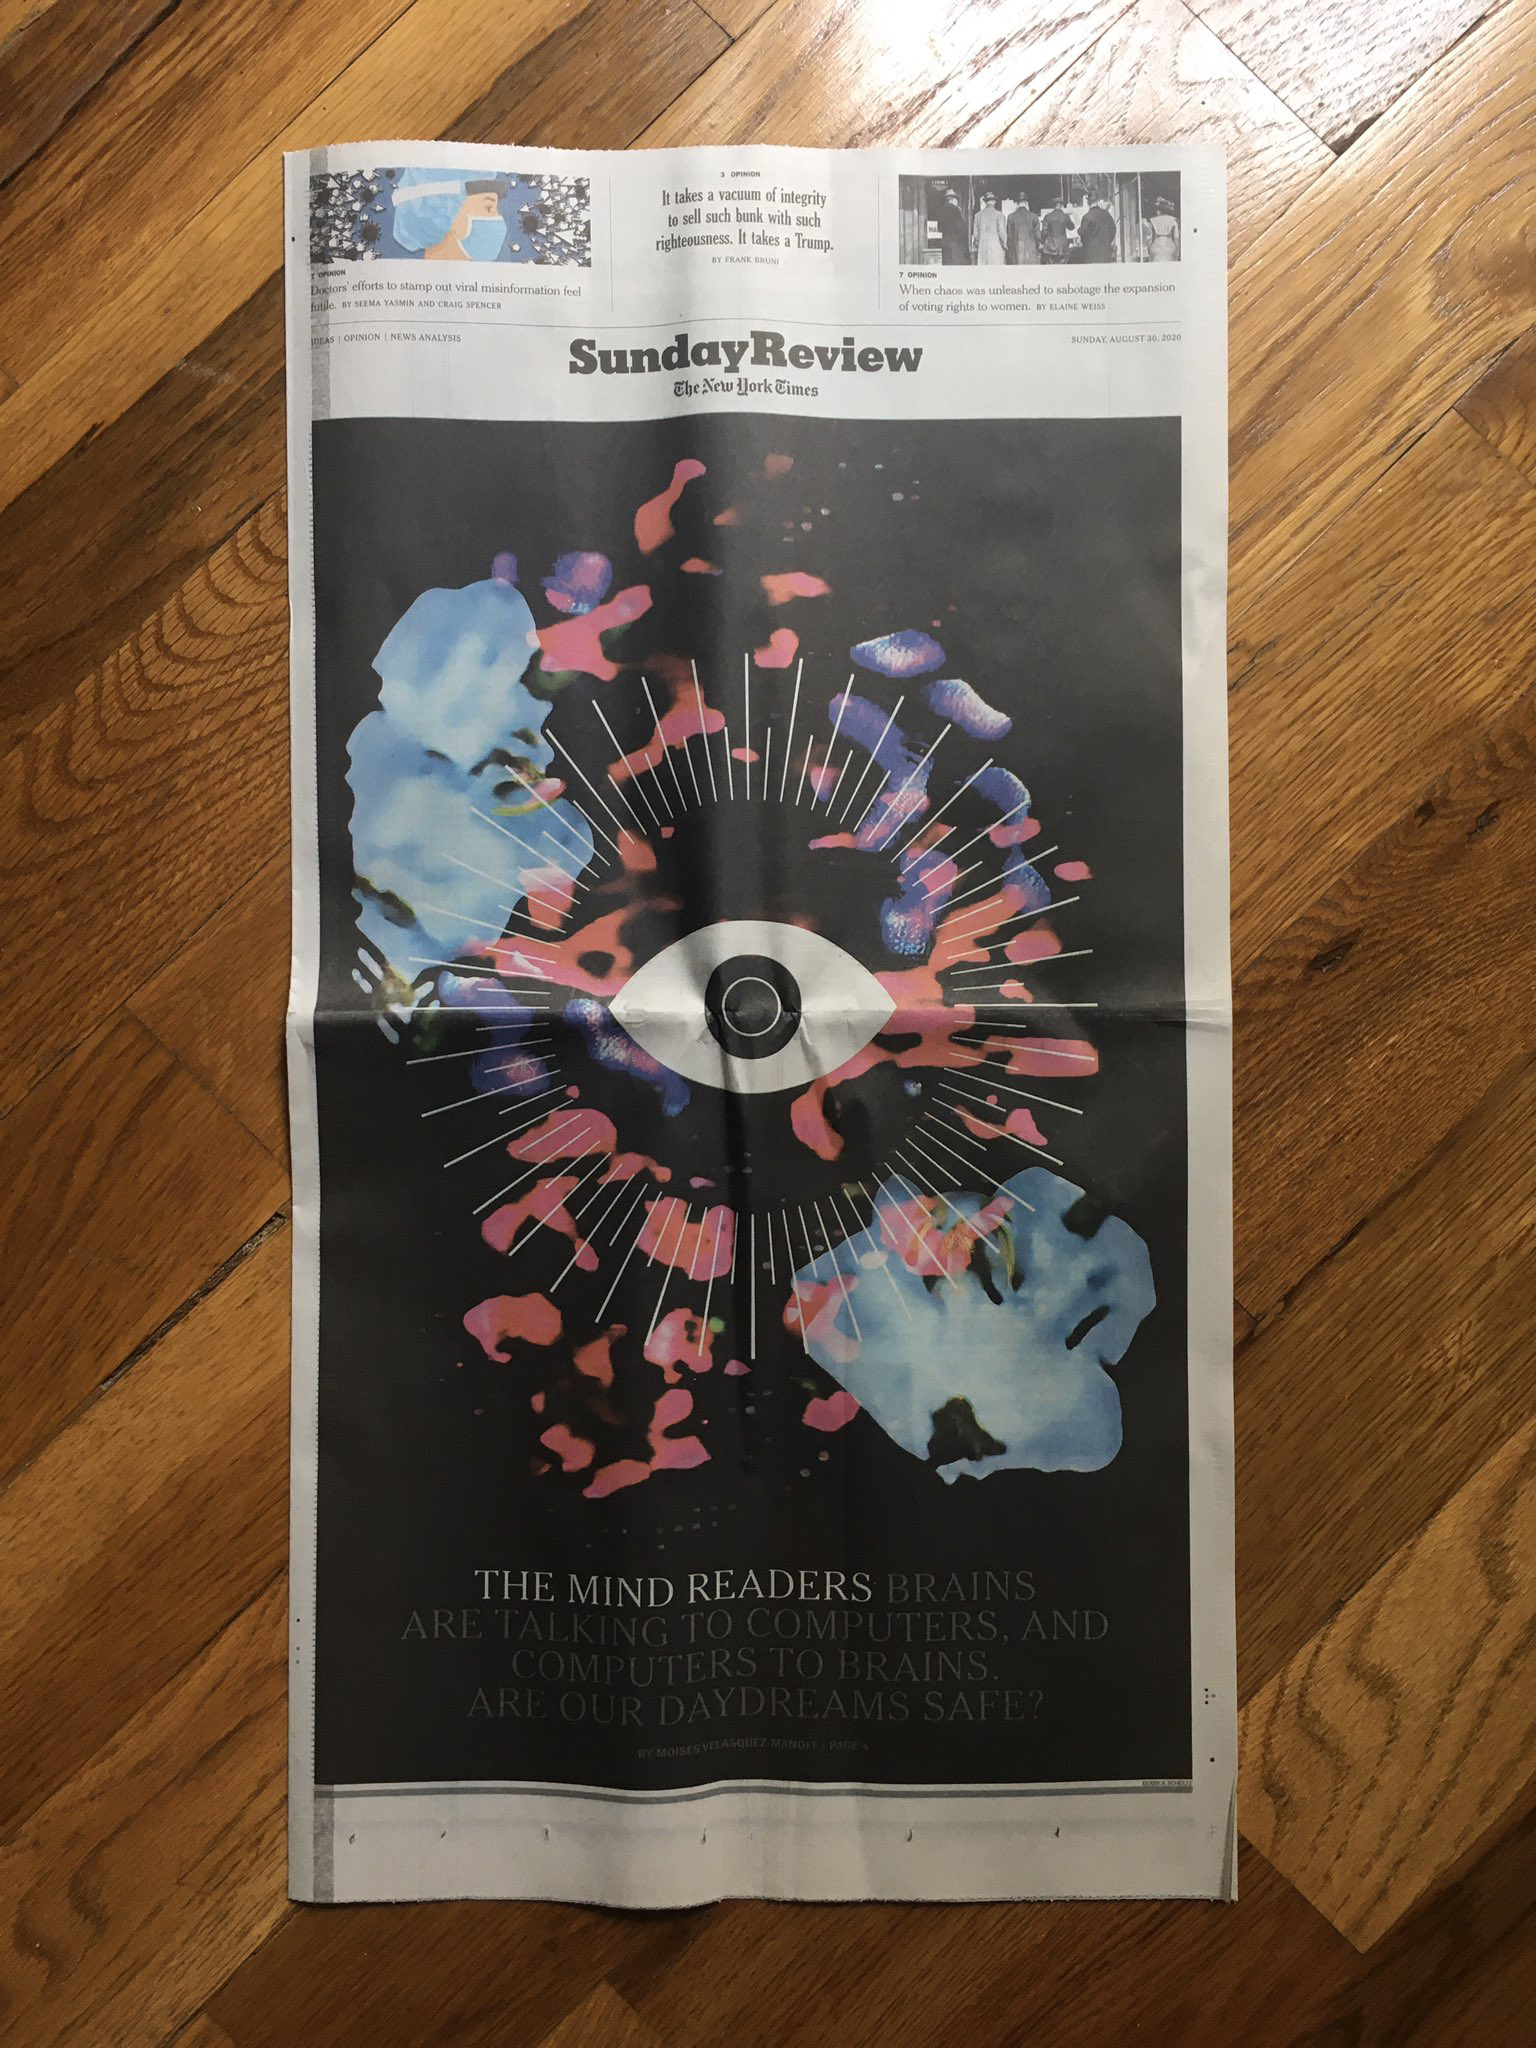 3 OPINION
It takes a vacuum of integrity
to sell such bunk with such
righteousness. It takes a Trump.
BY FRANK BRUNI
7 OPINION
Doctors' efforts to stamp out viral misinformation feel
futile. BY SEEMA YASMIN AND CRAIG SPENCER
7 OPINION
When chaos was unleashed to sabotage the expansion
of voting rights to women. BY ELAINE WEISS
IDEAS | OPINION | NEWS ANALYSIS
SUNDAY, AUGUST 30, 2020
SundayReview
The New York Times
THE MIND READERS BRAINS
ARE TALKING TO COMPUTERS, AND
COMPUTERS TO BRAINS.
ARE OUR DAYDREAMS SAFE?
BY MOISES VELASQUEZ-MANOFF | PAGE 4
DERRICK SCHULTZ